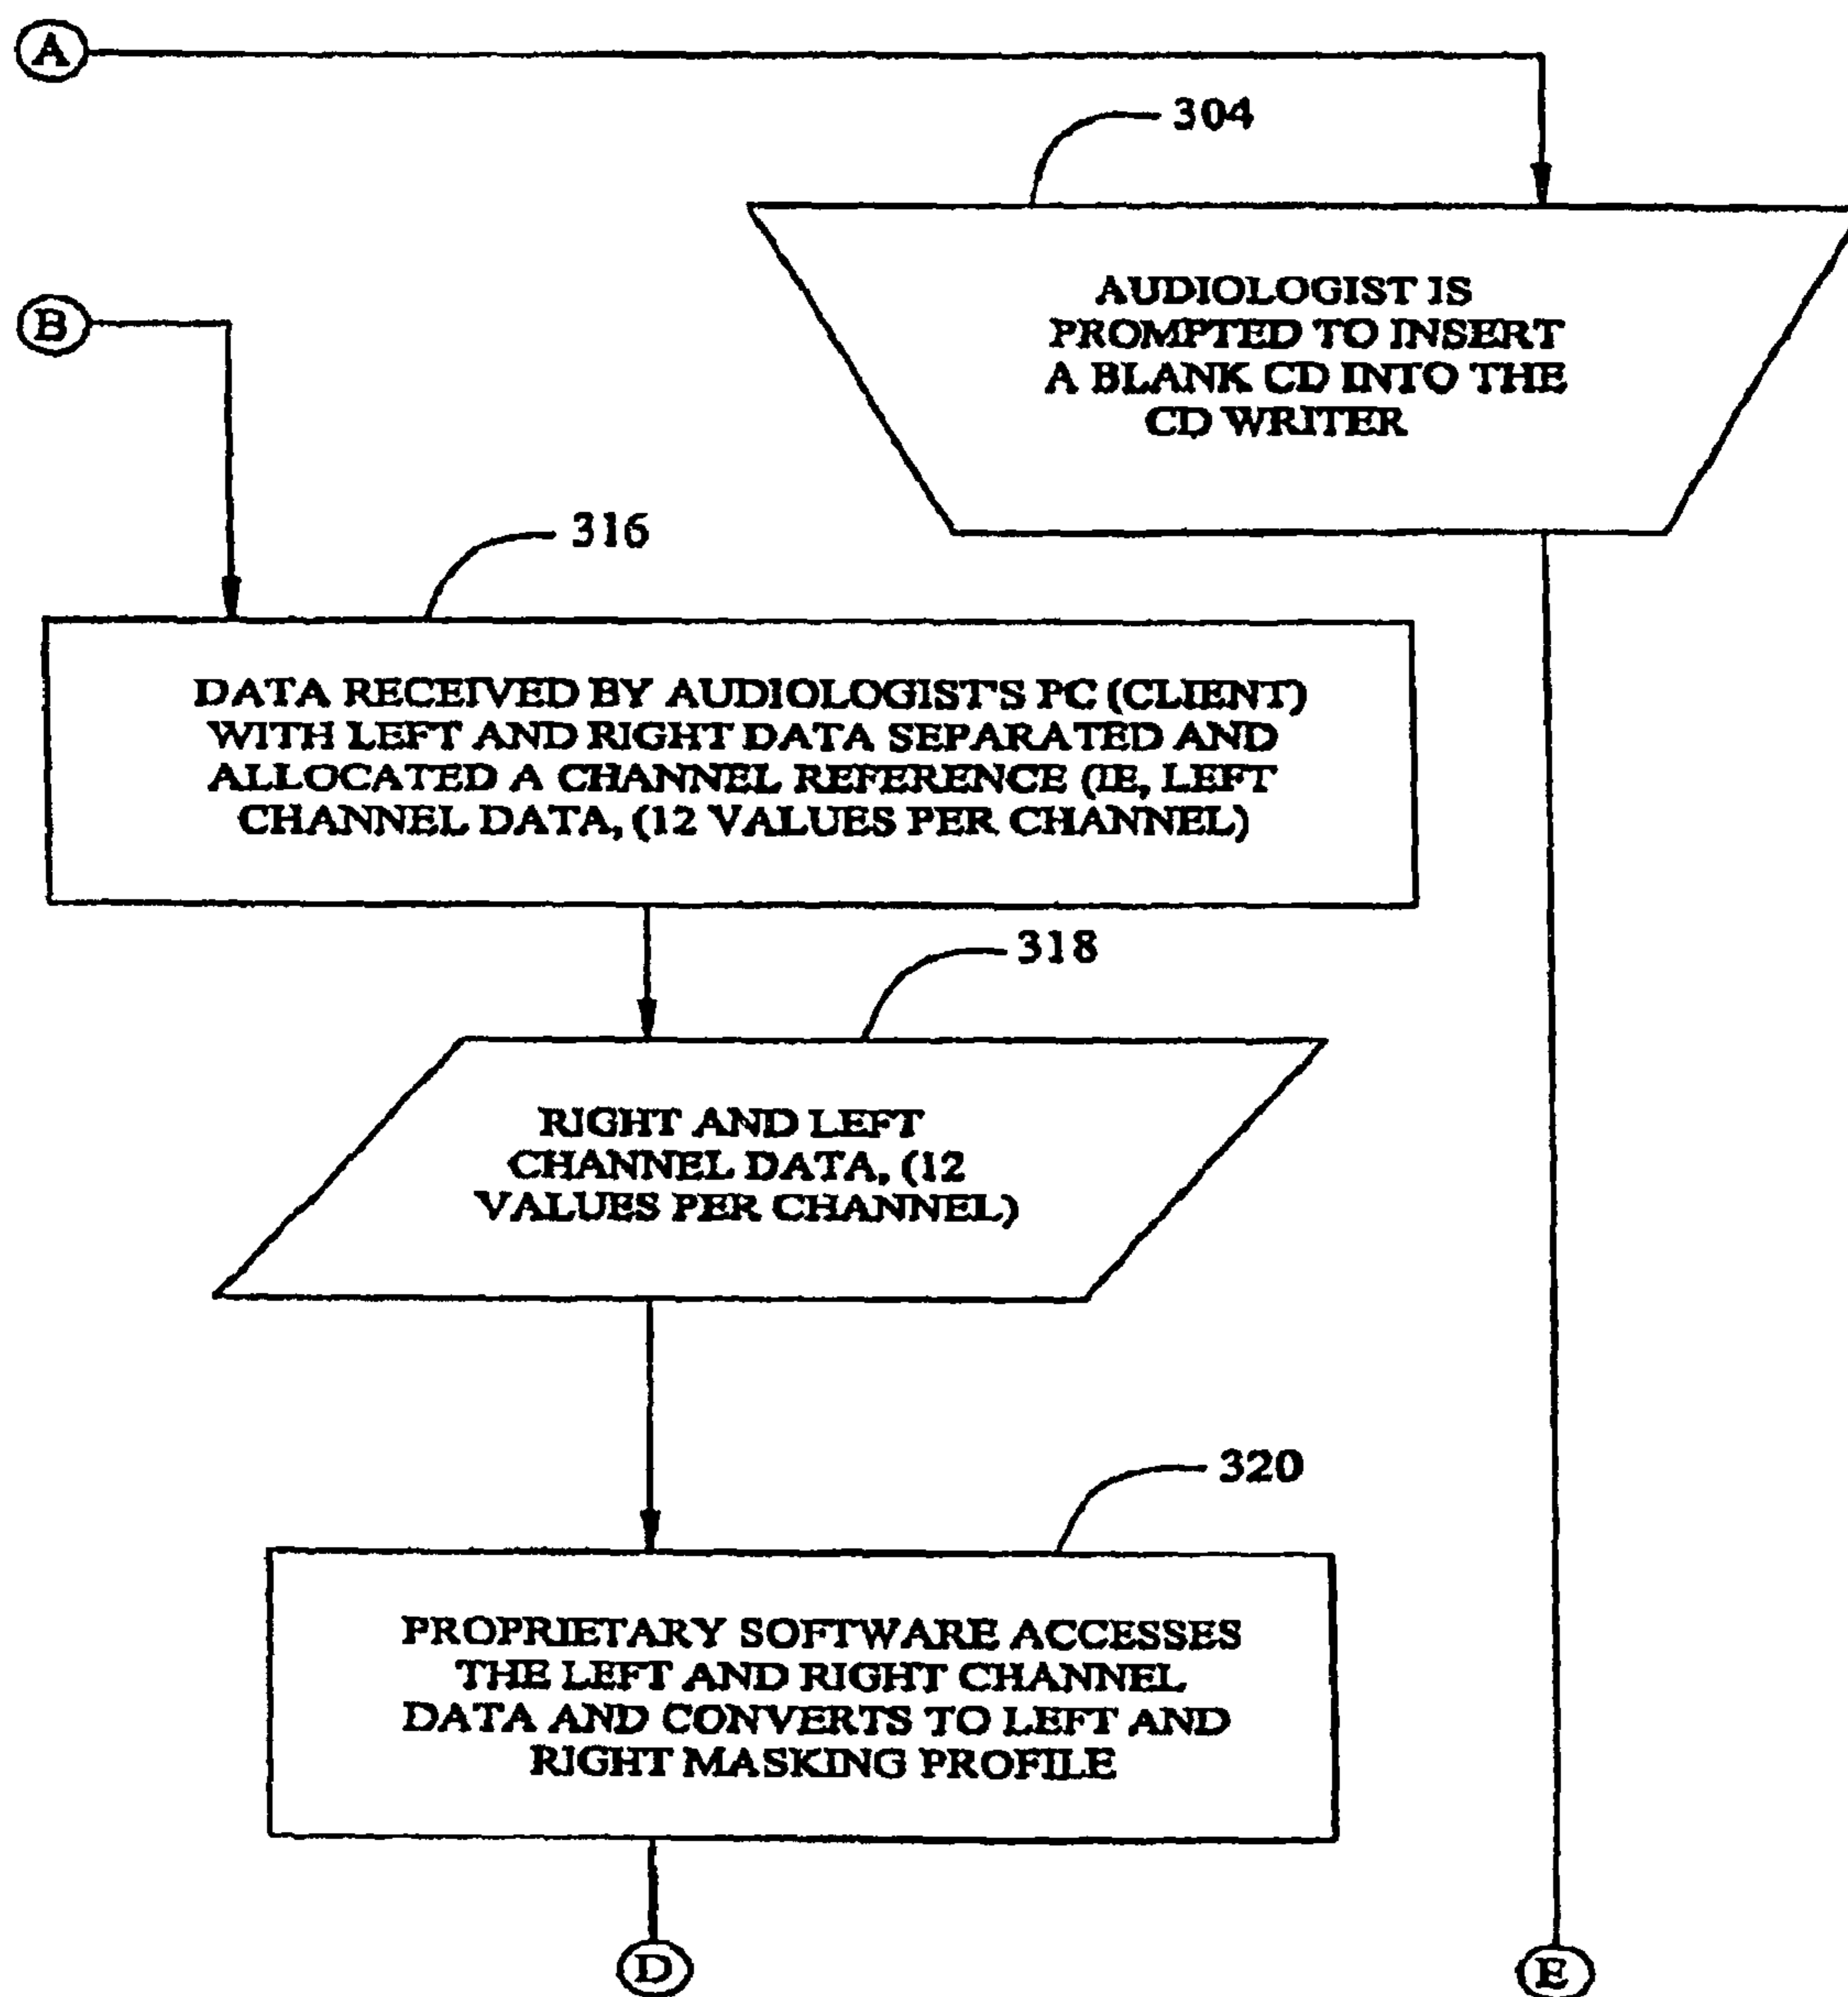 A
304
AUDIOLOGIST IS
PROMPTED TO INSERT
A BLANK CD INTO THE
CD WRITER
B
316
DATA RECEIVED BY AUDIOLOGIST'S PC (CLIENT)
WITH LEFT AND RIGHT DATA SEPARATED AND
ALLOCATED A CHANNEL REFERENCE (IE, LEFT
CHANNEL DATA, (12 VALUES PER CHANNEL)
318
RIGHT AND LEFT
CHANNEL DATA, (12
VALUES PER CHANNEL)
320
PROPRIETARY SOFTWARE ACCESSES
THE LEFT AND RIGHT CHANNEL
DATA AND CONVERTS TO LEFT AND
RIGHT MASKING PROFILE
D
E